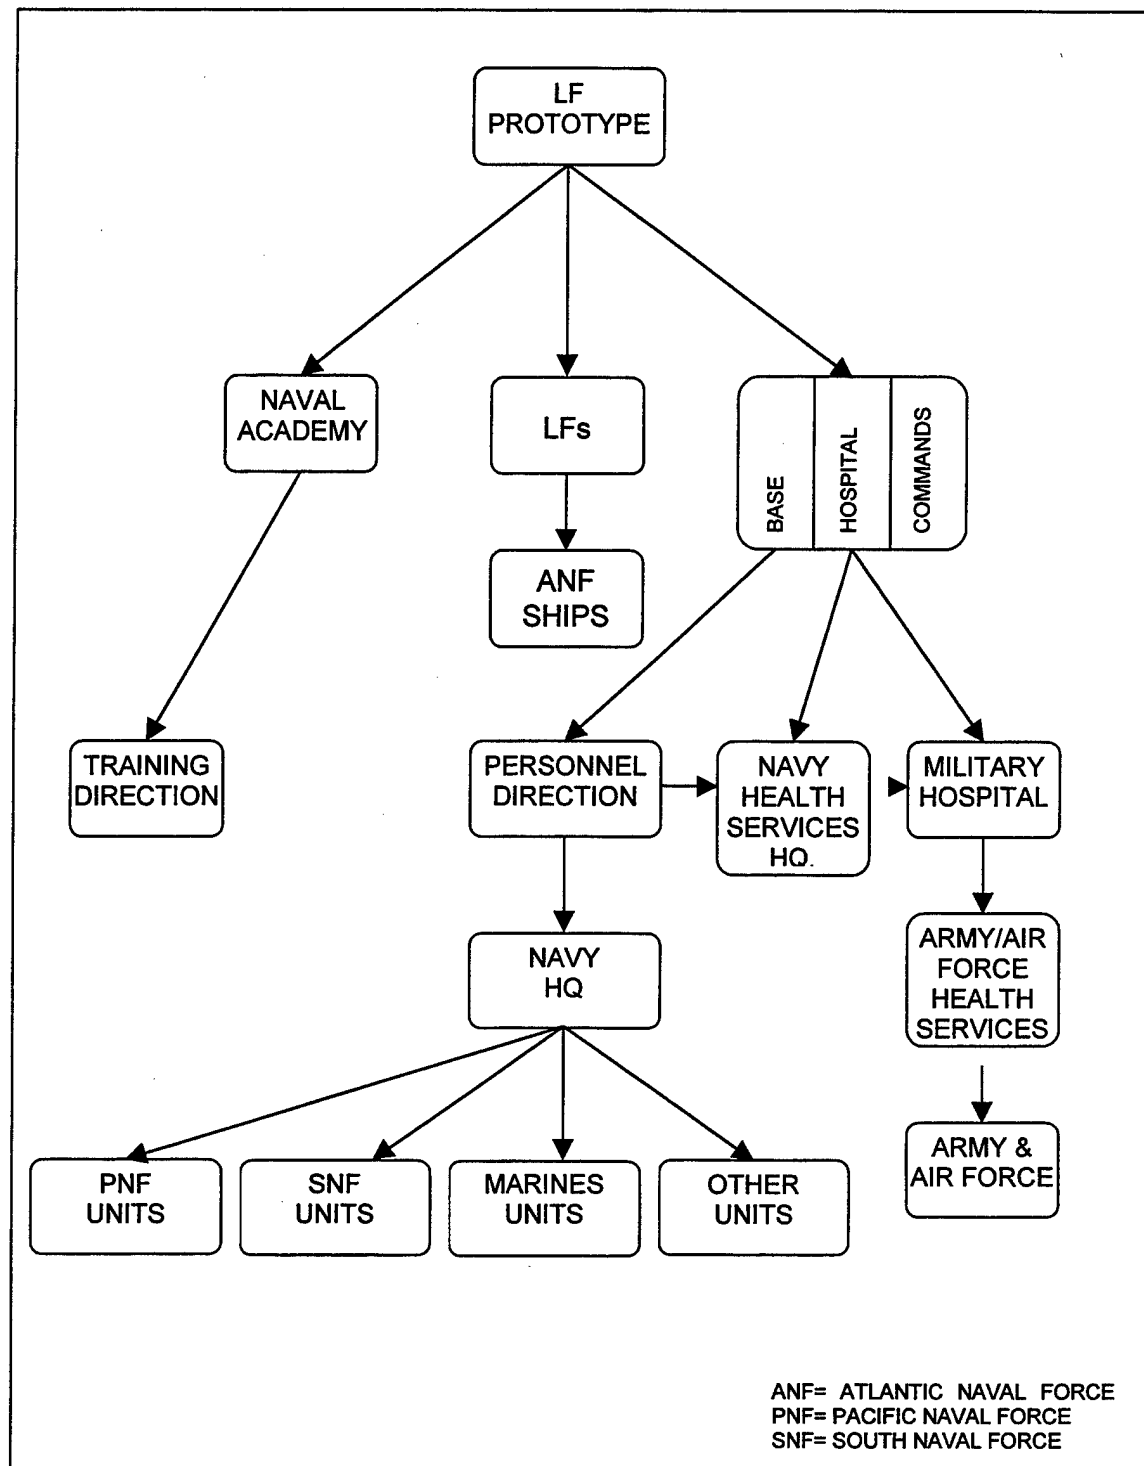 LF
PROTOTYPE
NAVAL
ACADEMY
LFs
BASE
HOSPITAL
COMMANDS
ANF
SHIPS
TRAINING
DIRECTION
PERSONNEL
DIRECTION
NAVY
HEALTH
SERVICES
HQ.
MILITARY
HOSPITAL
NAVY
HQ
ARMY/AIR
FORCE
HEALTH
SERVICES
PNF
UNITS
SNF
UNITS
MARINES
UNITS
OTHER
UNITS
ARMY &
AIR FORCE
ANF= ATLANTIC NAVAL FORCE
PNF= PACIFIC NAVAL FORCE
SNF= SOUTH NAVAL FORCE